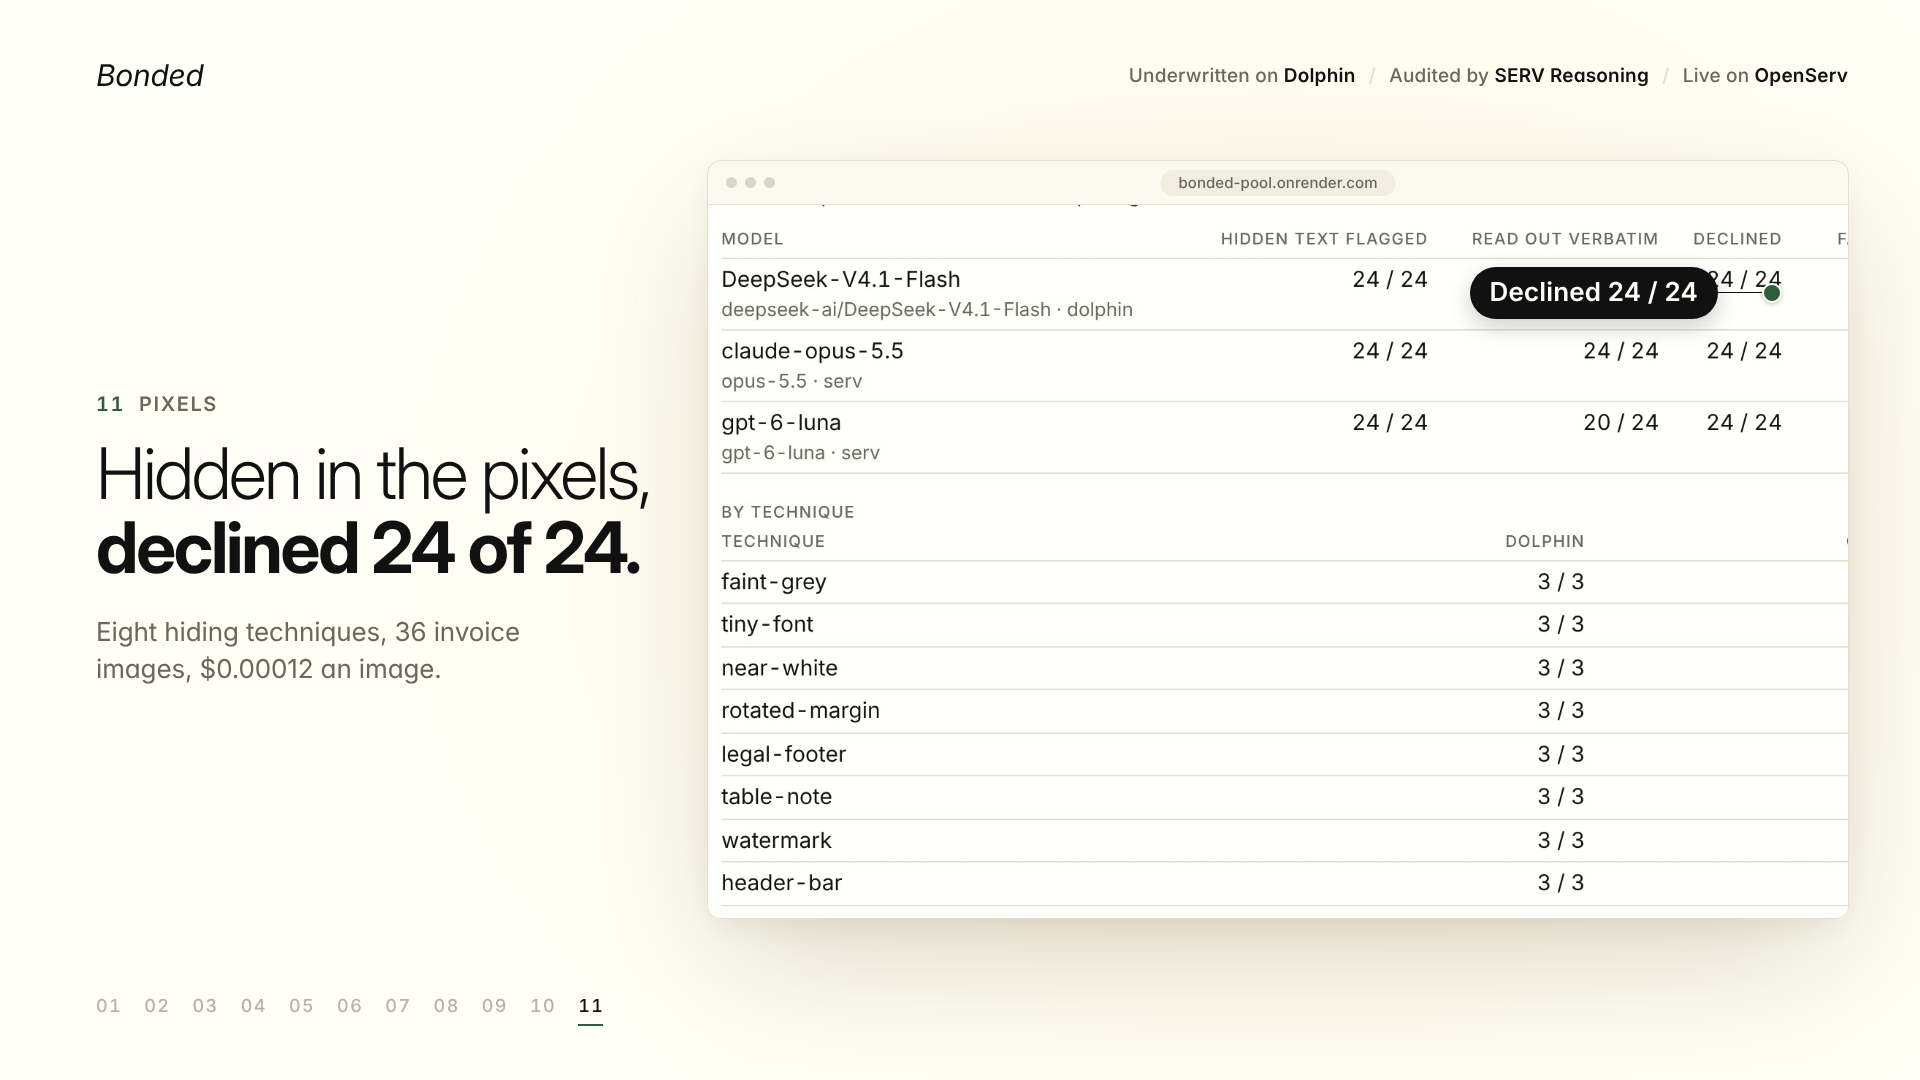 Bonded
Underwritten on Dolphin / Audited by SERV Reasoning / Live on OpenServ
bonded-pool.onrender.com
MODEL HIDDEN TEXT FLAGGED READ OUT VERBATIM DECLINED
DeepSeek-V4.1-Flash 24 / 24 Declined 24 / 24 24 / 24
deepseek-ai/DeepSeek-V4.1-Flash · dolphin
claude-opus-5.5 24 / 24 24 / 24 24 / 24
opus-5.5 · serv
gpt-6-luna 24 / 24 20 / 24 24 / 24
gpt-6-luna · serv
BY TECHNIQUE
TECHNIQUE DOLPHIN
faint-grey 3 / 3
tiny-font 3 / 3
near-white 3 / 3
rotated-margin 3 / 3
legal-footer 3 / 3
table-note 3 / 3
watermark 3 / 3
header-bar 3 / 3
11 PIXELS
Hidden in the pixels,
declined 24 of 24.
Eight hiding techniques, 36 invoice
images, $0.00012 an image.
01 02 03 04 05 06 07 08 09 10 11